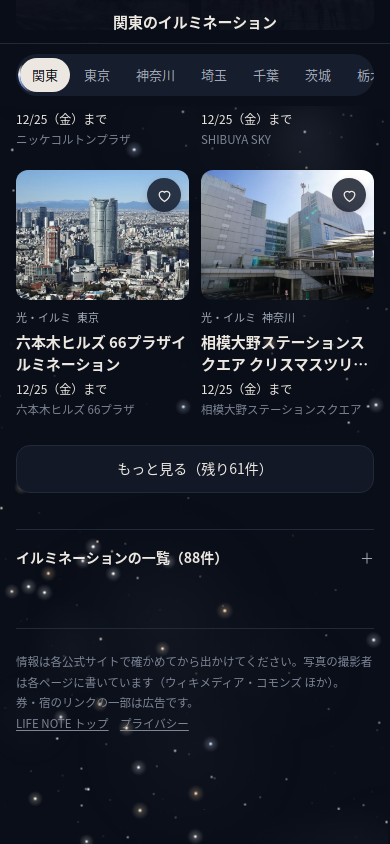 関東のイルミネーション
関東
東京
神奈川
埼玉
千葉
茨城
12/25（金）まで
ニッケコルトンプラザ
12/25（金）まで
SHIBUYA SKY
光・イルミ 東京
六本木ヒルズ 66プラザイ
ルミネーション
12/25（金）まで
六本木ヒルズ 66プラザ
光・イルミ 神奈川
相模大野ステーションス
クエア クリスマスツリ…
12/25（金）まで
相模大野ステーションスクエア
もっと見る（残り61件）
イルミネーションの一覧（88件）
情報は各公式サイトで確かめてから出かけてください。写真の撮影者
は各ページに書いています（ウィキメディア・コモンズ ほか）。
券・宿のリンクの一部は広告です。
LIFE NOTE トップ プライバシー